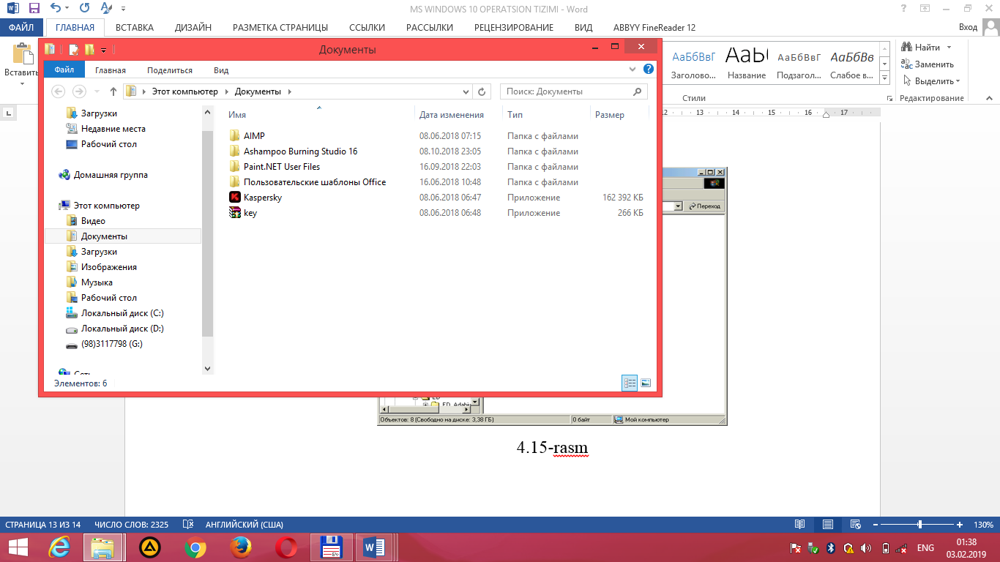 MS WINDOWS 10 OPERATSION TIZIMI - Word
ФАЙЛ ГЛАВНАЯ ВСТАВКА ДИЗАЙН РАЗМЕТКА СТРАНИЦЫ ССЫЛКИ РАССЫЛКИ РЕЦЕНЗИРОВАНИЕ ВИД ABBYY FineReader 12 Вход
Вставить
АаБбВвГ АаЬ АаБбВвГ АаБбВв
Заголово... Название Подзагол... Слабое в...
Стили
Найти
Заменить
Выделить
Редактирование
Документы
Файл Главная Поделиться Вид
Этот компьютер Документы
Поиск: Документы
Загрузки
Недавние места
Рабочий стол
Домашняя группа
Этот компьютер
Видео
Документы
Загрузки
Изображения
Музыка
Рабочий стол
Локальный диск (C:)
Локальный диск (D:)
(98)3117798 (G:)
Сеть
Имя Дата изменения Тип Размер
AIMP 08.06.2018 07:15 Папка с файлами
Ashampoo Burning Studio 16 08.10.2018 23:05 Папка с файлами
Paint.NET User Files 16.09.2018 22:03 Папка с файлами
Пользовательские шаблоны Office 16.06.2018 10:48 Папка с файлами
Kaspersky 08.06.2018 06:47 Приложение 162 392 КБ
key 08.06.2018 06:48 Приложение 266 КБ
Элементов: 6
12 13 14 15 16 17
Переход
Объектов: 8 (Свободно на диске: 3,38 ГБ) 0 байт Мой компьютер
4.15-rasm
СТРАНИЦА 13 ИЗ 14 ЧИСЛО СЛОВ: 2325 АНГЛИЙСКИЙ (США) 130%
64
ENG
01:38
03.02.2019